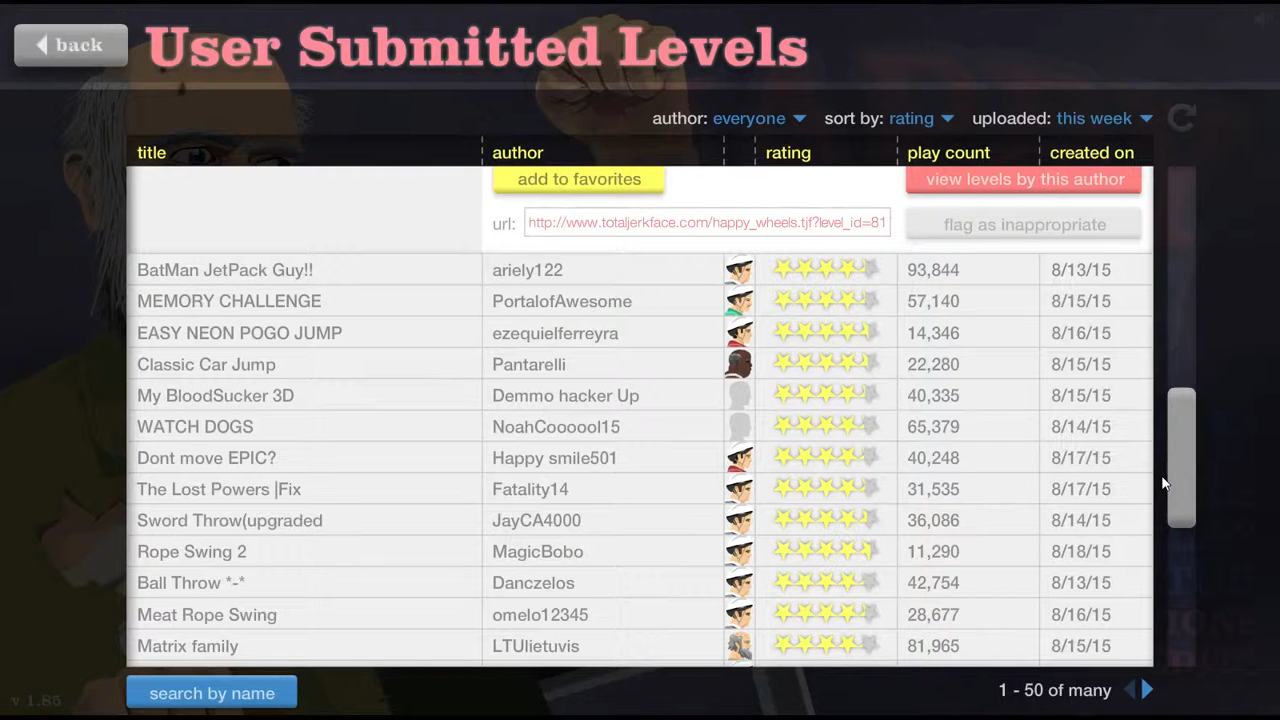 back
User Submitted Levels
author: everyone sort by: rating uploaded: this week
title author rating play count created on
add to favorites view levels by this author
url: http://www.totaljerkface.com/happy_wheels.tjf?level_id=81 flag as inappropriate
BatMan JetPack Guy!! ariely122 93,844 8/13/15
MEMORY CHALLENGE PortalofAwesome 57,140 8/15/15
EASY NEON POGO JUMP ezequielferreyra 14,346 8/16/15
Classic Car Jump Pantarelli 22,280 8/15/15
My BloodSucker 3D Demmo hacker Up 40,335 8/15/15
WATCH DOGS NoahCoooool15 65,379 8/14/15
Dont move EPIC? Happy smile501 40,248 8/17/15
The Lost Powers |Fix Fatality14 31,535 8/17/15
Sword Throw(upgraded JayCA4000 36,086 8/14/15
Rope Swing 2 MagicBobo 11,290 8/18/15
Ball Throw *-* Danczelos 42,754 8/13/15
Meat Rope Swing omelo12345 28,677 8/16/15
Matrix family LTUlietuvis 81,965 8/15/15
search by name 1 - 50 of many
v 1.85